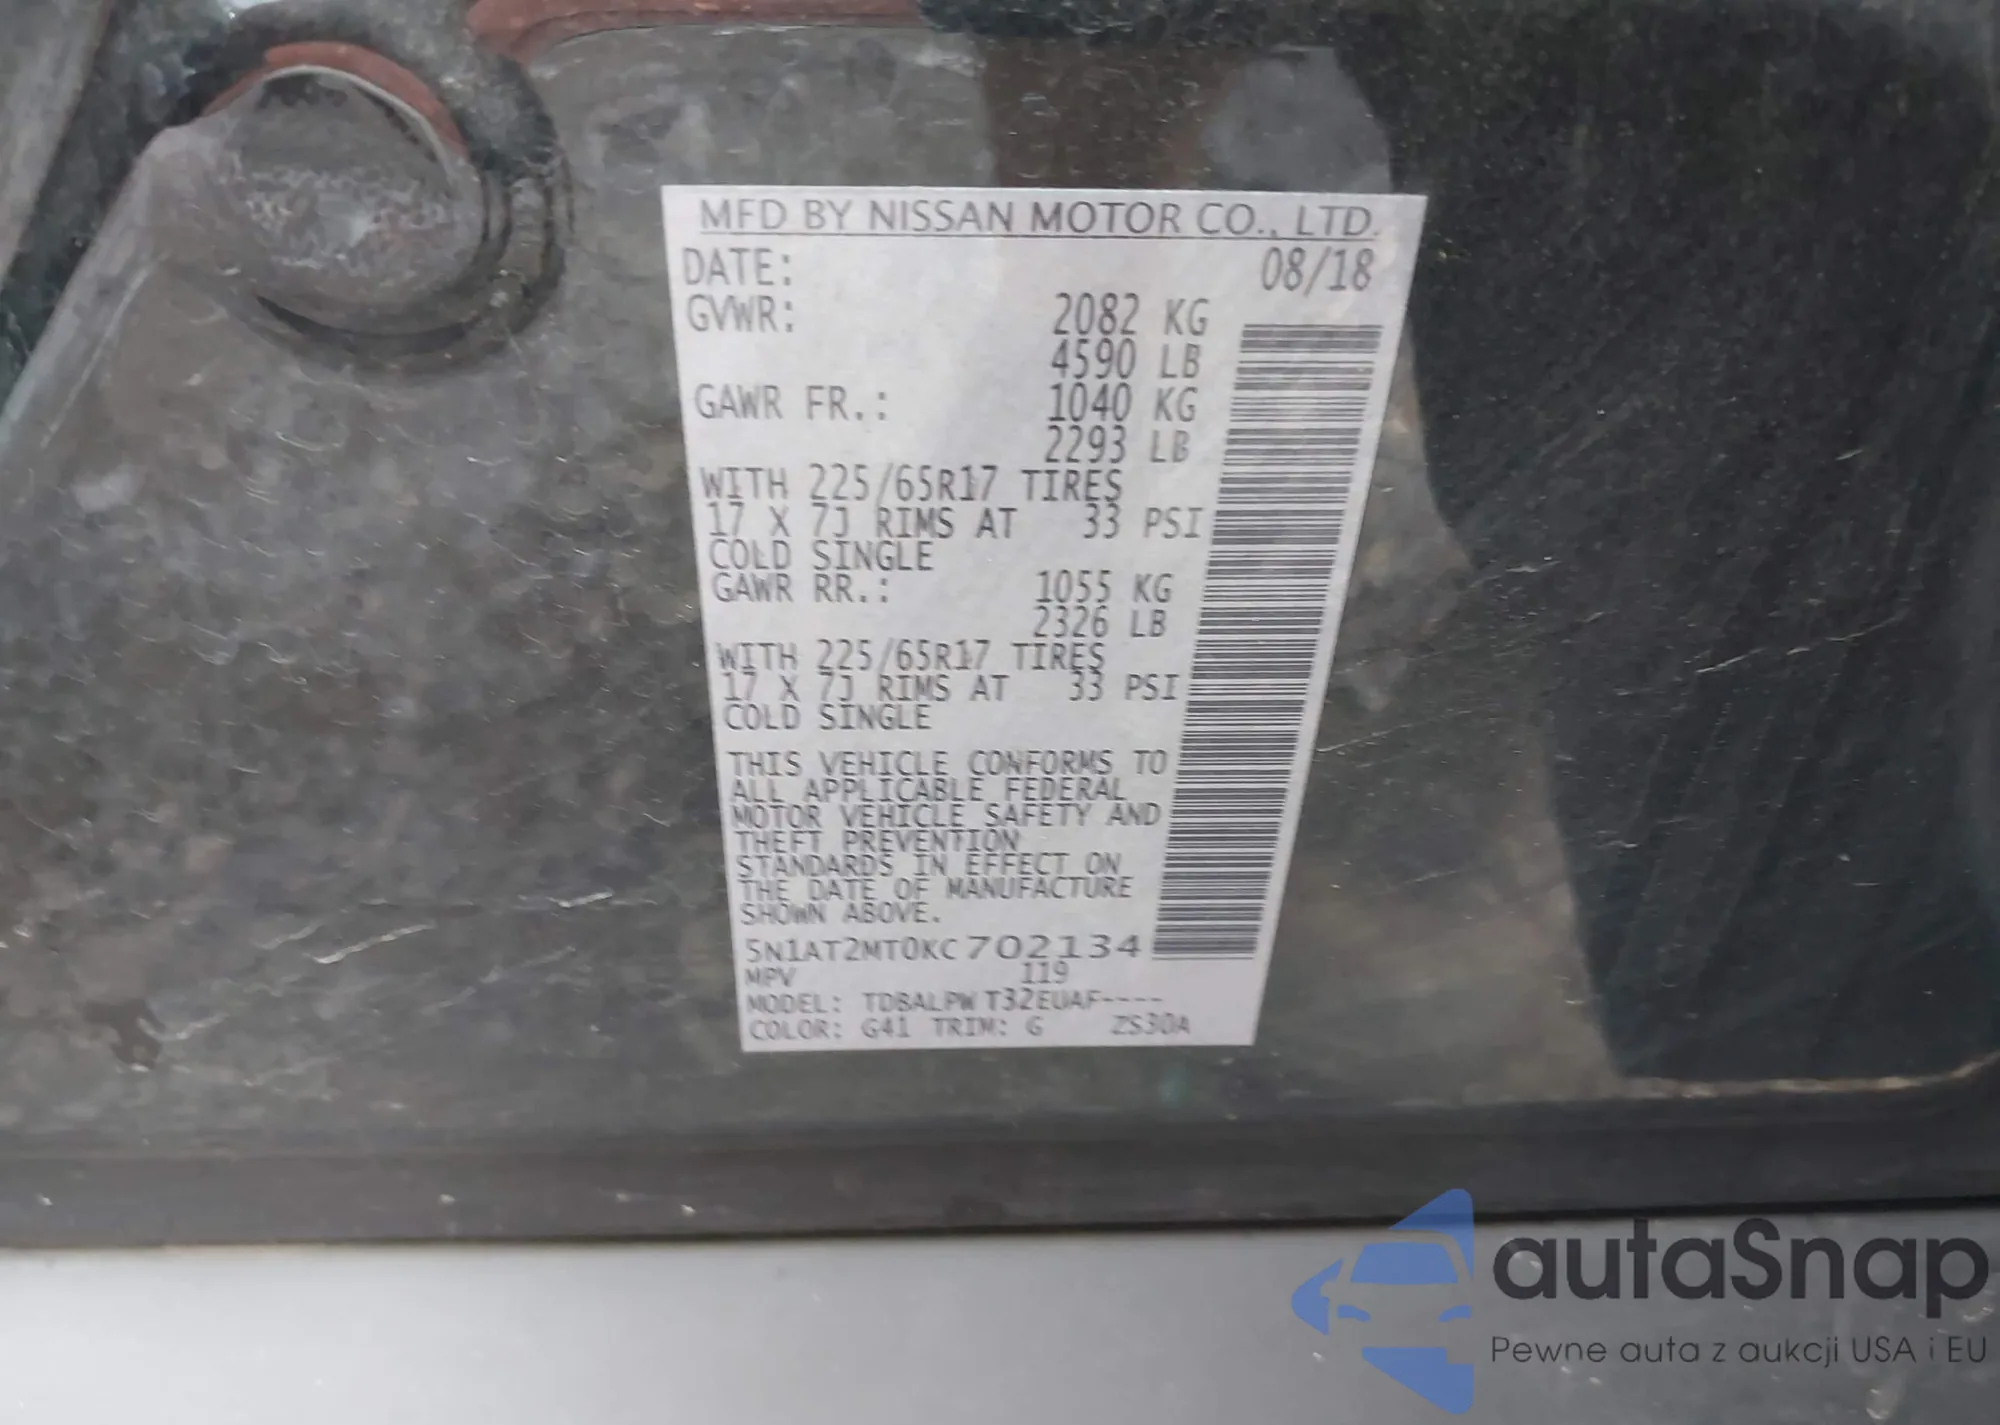 MFD BY NISSAN MOTOR CO., LTD.
DATE: 08/18
GVWR: 2082 KG
4590 LB
GAWR FR.: 1040 KG
2293 LB
WITH 225/65R17 TIRES
17 X 7J RIMS AT 33 PSI
COLD SINGLE
GAWR RR.: 1055 KG
2326 LB
WITH 225/65R17 TIRES
17 X 7J RIMS AT 33 PSI
COLD SINGLE
THIS VEHICLE CONFORMS TO
ALL APPLICABLE FEDERAL
MOTOR VEHICLE SAFETY AND
THEFT PREVENTION
STANDARDS IN EFFECT ON
THE DATE OF MANUFACTURE
SHOWN ABOVE.
5N1AT2MT0KC702134
MPV 119
MODEL: TDBALPW T32EUAF----
COLOR: G41 TRIM: G ZS30A
autaSnap
Pewne auta z aukcji USA i EU